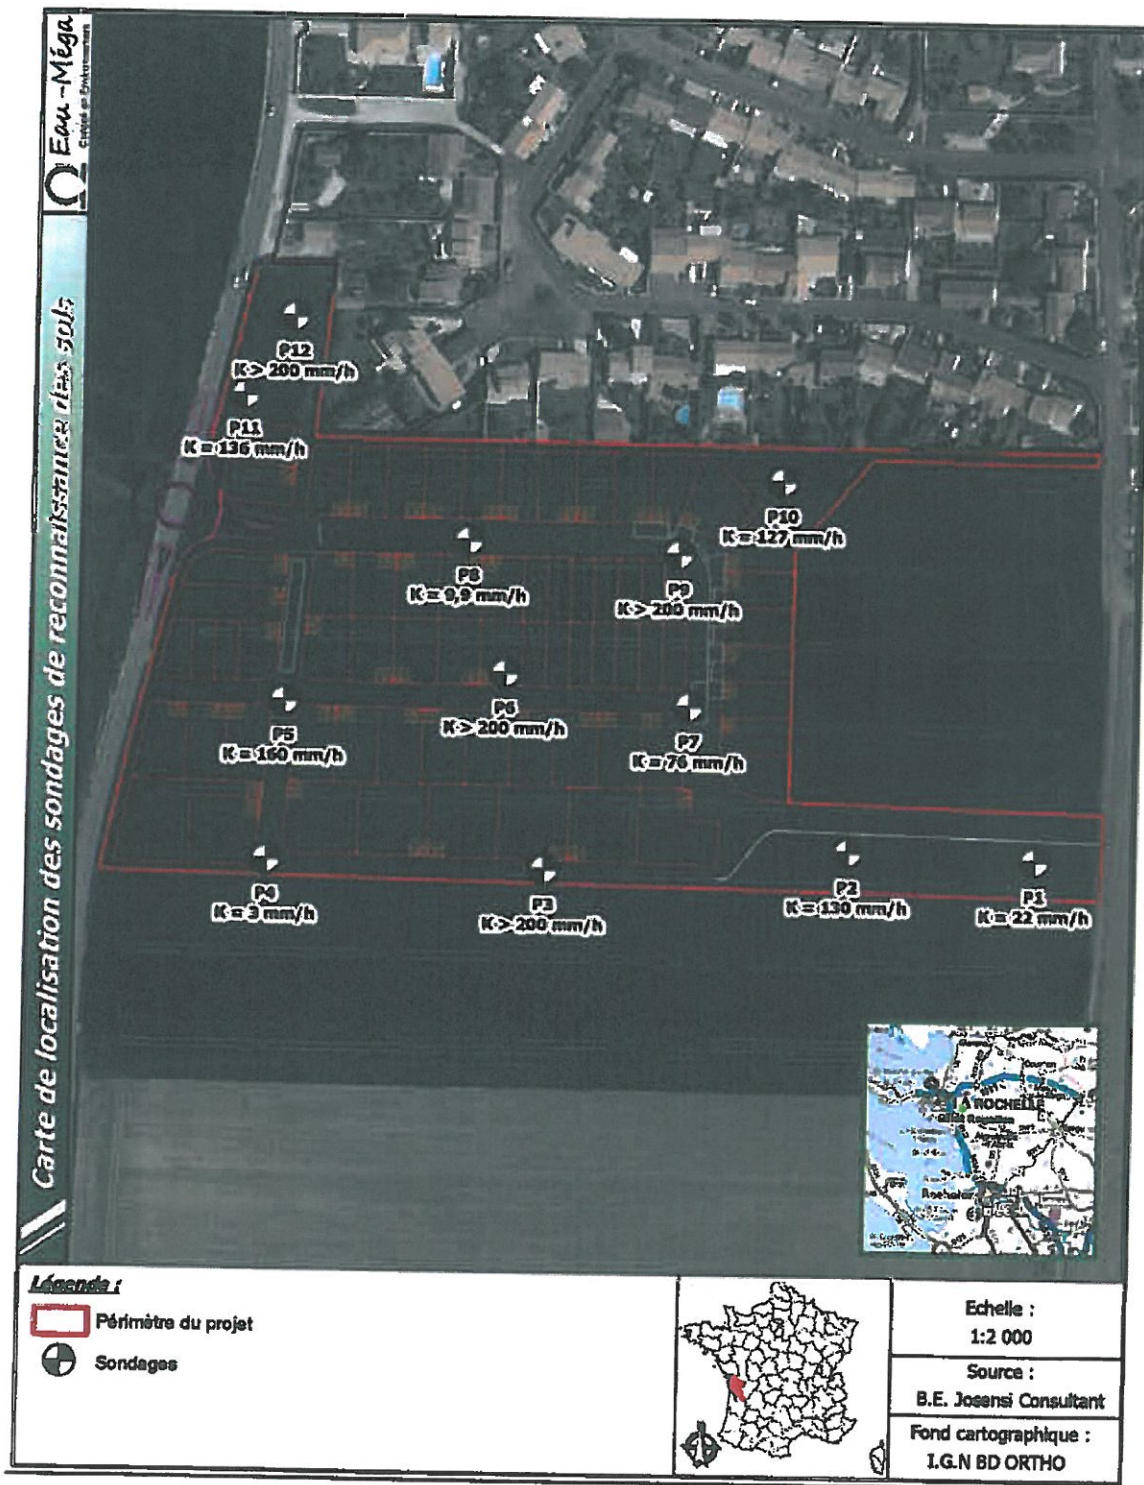 Eau-Méga
Carte de localisation des sondages de reconnaissance des sols
P12
K > 200 mm/h
P11
K = 136 mm/h
P10
K = 127 mm/h
P8
K = 9,9 mm/h
P9
K > 200 mm/h
P6
K > 200 mm/h
P5
K = 160 mm/h
P7
K = 76 mm/h
P4
K = 3 mm/h
P3
K > 200 mm/h
P2
K = 130 mm/h
P1
K = 22 mm/h
LA ROCHELLE
Rochefort
Légende :
Périmètre du projet
Sondages
Echelle :
1:2 000
Source :
B.E. Josensi Consultant
Fond cartographique :
I.G.N BD ORTHO